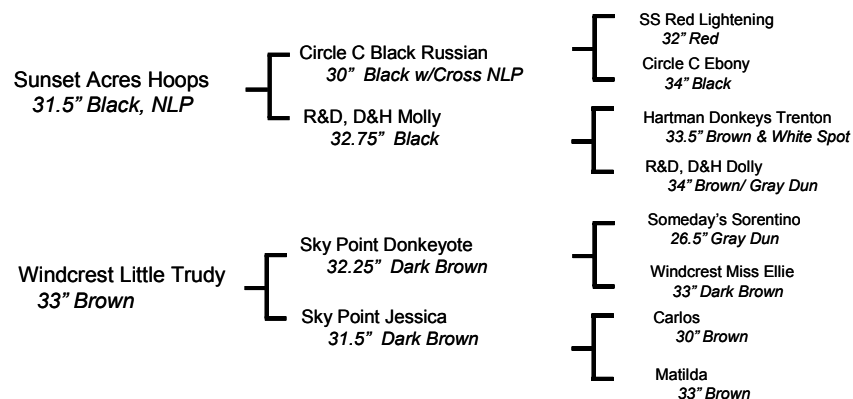 SS Red Lightening
32” Red
Circle C Black Russian
30”  Black w/Cross NLP
Circle C Ebony
34” Black
Sunset Acres Hoops
31.5” Black, NLP
R&D, D&H Molly
32.75”  Black
Hartman Donkeys Trenton
33.5” Brown & White Spot
R&D, D&H Dolly
34” Brown/ Gray Dun
Someday’s Sorentino
26.5” Gray Dun
Sky Point Donkeyote
32.25”  Dark Brown
Windcrest Miss Ellie
33” Dark Brown
Windcrest Little Trudy
33” Brown
Sky Point Jessica
31.5”  Dark Brown
Carlos
30” Brown
Matilda
33” Brown